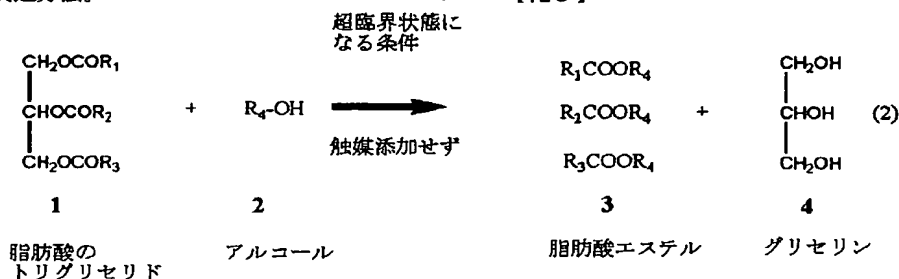 超臨界状態に
なる条件
CH₂OCOR₁
CHOCOR₂
CH₂OCOR₃
+
R₄-OH
触媒添加せず
R₁COOR₄
R₂COOR₄
R₃COOR₄
+
CH₂OH
CHOH
CH₂OH
(2)
1
2
3
4
脂肪酸の
トリグリセリド
アルコール
脂肪酸エステル
グリセリン